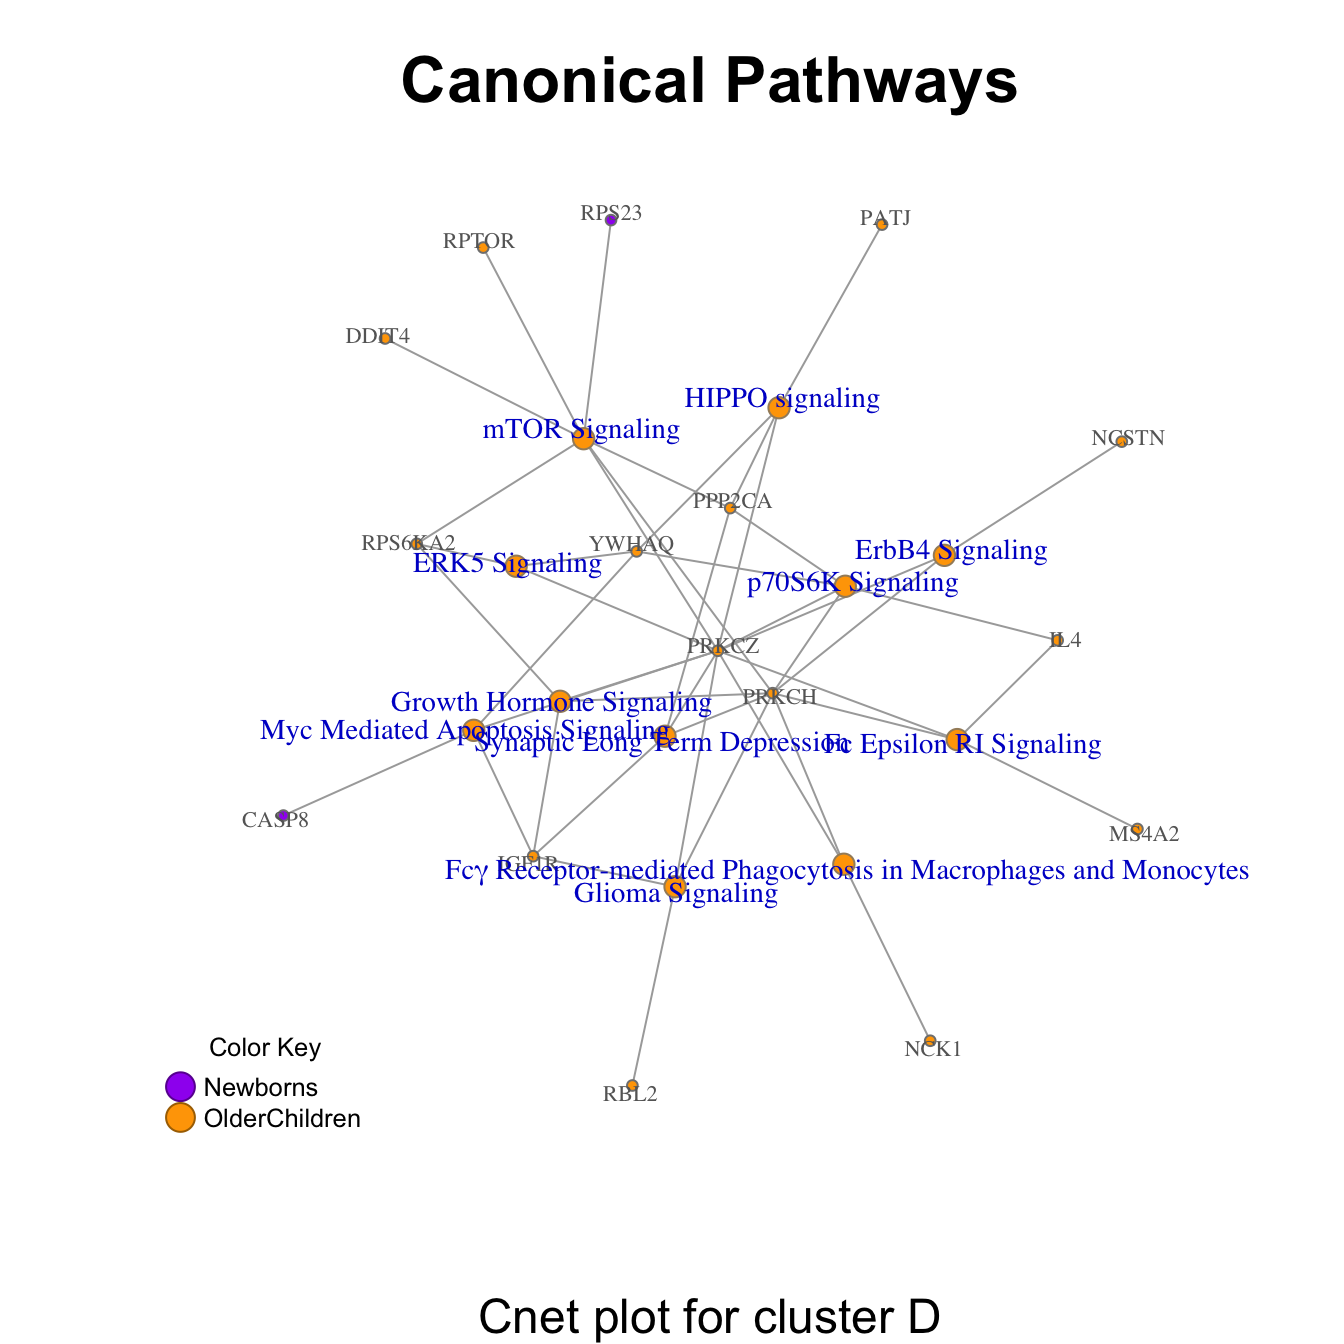 Canonical Pathways
RPS23
PATJ
RPTOR
DDIT4
HIPPO signaling
mTOR Signaling
NCSTN
PPP2CA
RPS6KA2
YWHAQ
ErbB4 Signaling
ERK5 Signaling
p70S6K Signaling
PRKCZ
IL4
PRKCH
Growth Hormone Signaling
Myc Mediated Apoptosis Signaling
Synaptic Long Term Depression
Fc Epsilon RI Signaling
CASP8
MS4A2
IGF1R
Fcγ Receptor-mediated Phagocytosis in Macrophages and Monocytes
Glioma Signaling
NCK1
RBL2
Color Key
Newborns
OlderChildren
Cnet plot for cluster D